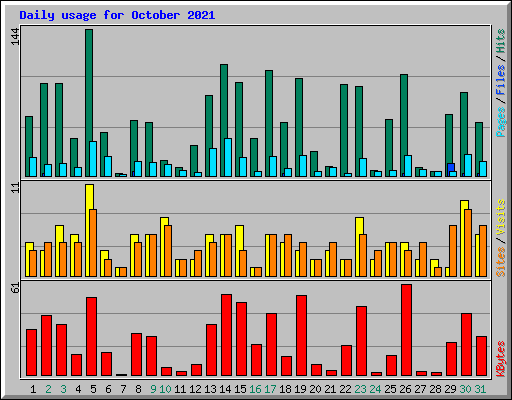 Daily usage for October 2021
144
Pages/Files/Hits
11
Sites/Visits
61
KBytes
1 2 3 4 5 6 7 8 9 10 11 12 13 14 15 16 17 18 19 20 21 22 23 24 25 26 27 28 29 30 31